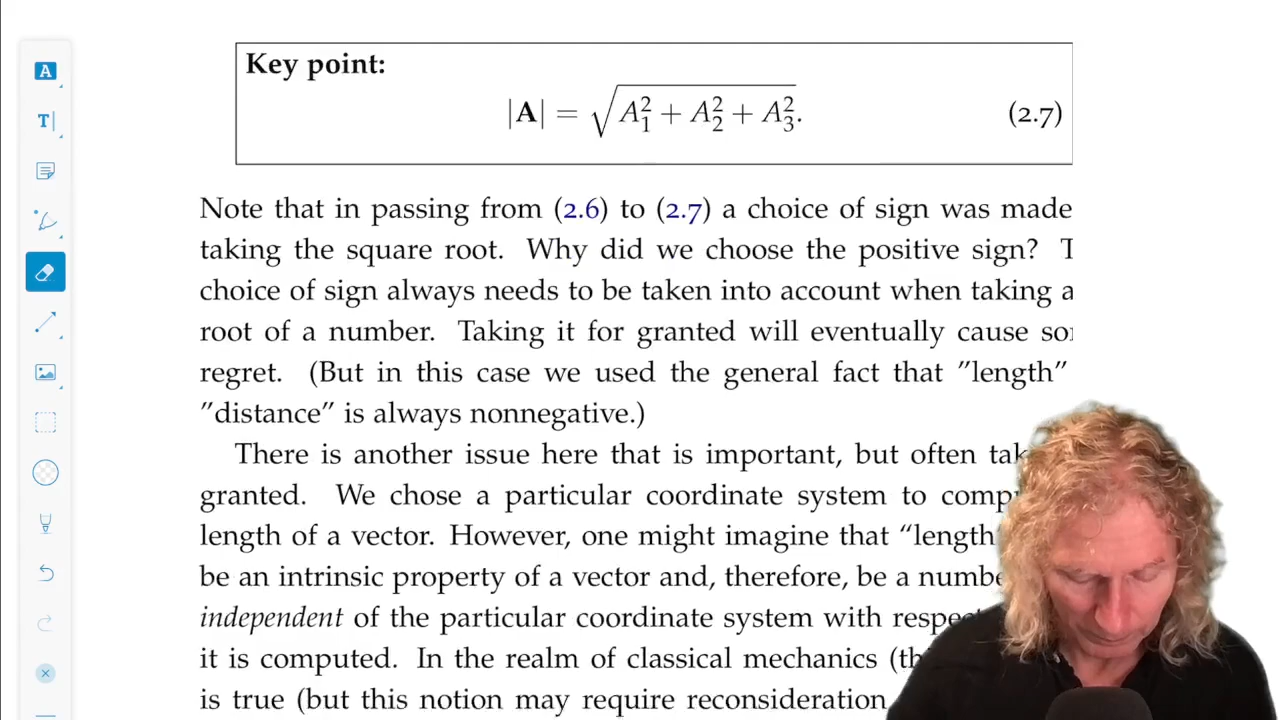 Key point:
|A| = √A₁² + A₂² + A₃². (2.7)
Note that in passing from (2.6) to (2.7) a choice of sign was made
taking the square root. Why did we choose the positive sign?
choice of sign always needs to be taken into account when taking a
root of a number. Taking it for granted will eventually cause
regret. (But in this case we used the general fact that ”length”
”distance” is always nonnegative.)
There is another issue here that is important, but often
granted. We chose a particular coordinate system to
length of a vector. However, one might imagine that “length”
be an intrinsic property of a vector and, therefore, be a
independent of the particular coordinate system with
it is computed. In the realm of classical mechanics
is true (but this notion may require reconsideration
A
T